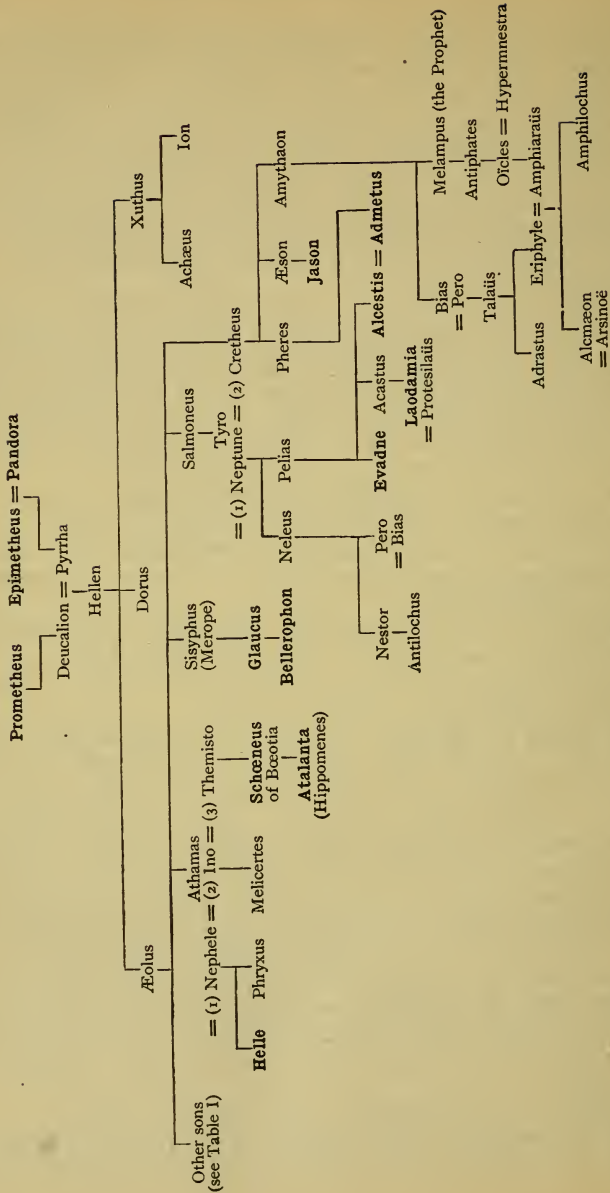 Prometheus Epimetheus = Pandora
Deucalion = Pyrrha
Hellen
Æolus Dorus Xuthus
Achæus Ion
Other sons
(see Table I)
Athamas
= (1) Nephele = (2) Ino = (3) Themisto
Helle Phryxus Melicertes
Schœneus
of Bœotia
Atalanta
(Hippomenes)
Sisyphus
(Merope)
Glaucus
Bellerophon
Salmoneus
Tyro
= (1) Neptune = (2) Cretheus
Neleus Pelias Pheres Æson Amythaon
Jason
Nestor Pero
= Bias
Antilochus
Evadne Acastus Alcestis = Admetus
Laodamia
= Protesilaüs
Bias
= Pero
Melampus (the Prophet)
Talaüs Antiphates
Oïcles = Hypermnestra
Adrastus Eriphyle = Amphiaraüs
Alcmæon
= Arsinoë
Amphilochus